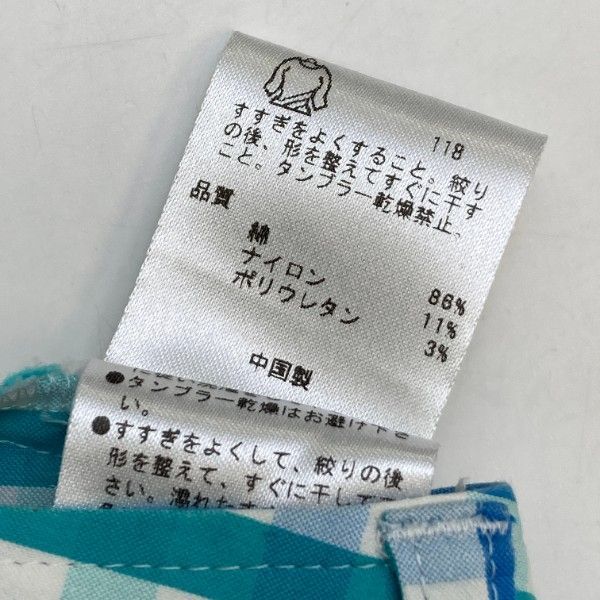 118
すすぎをよくすること。絞り
の後、形を整えてすぐに干す
こと。タンブラー乾燥禁止。
品質
綿 86%
ナイロン 11%
ポリウレタン 3%
中国製
●タンブラー乾燥はお避け下さ
い。
●すすぎをよくして、絞りの後
形を整えて、すぐに干して下
さい。濡れたま